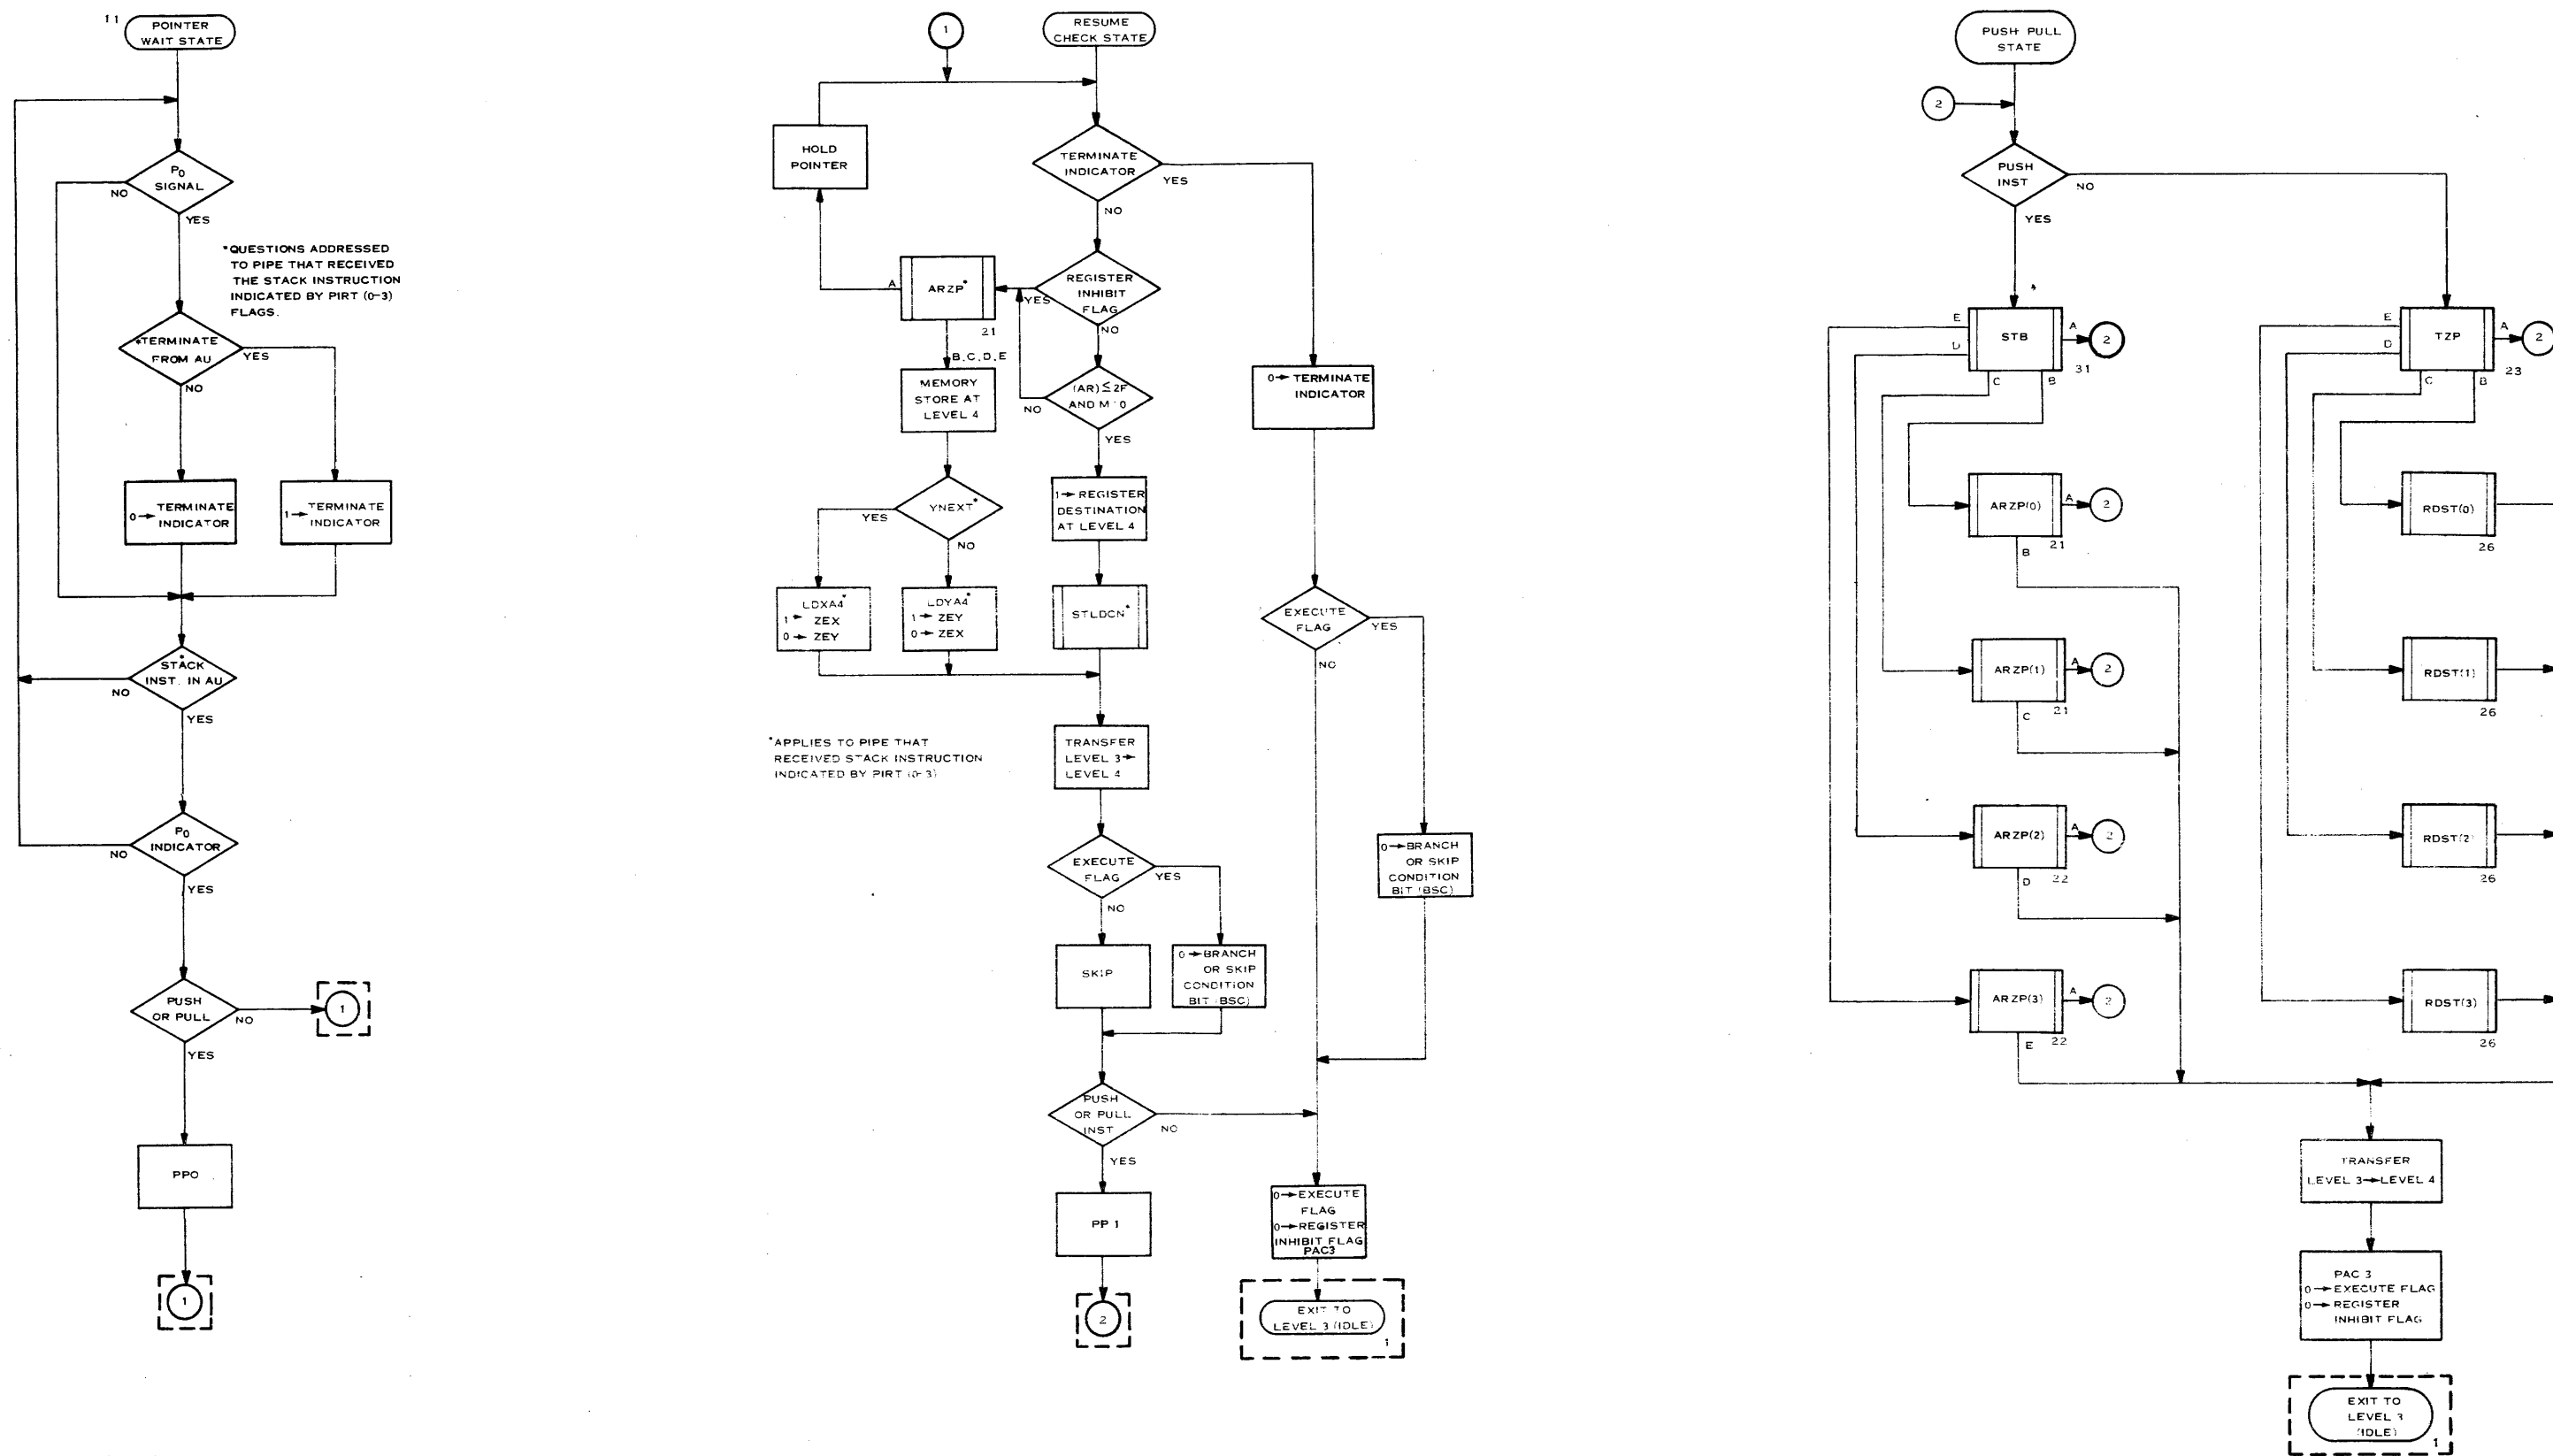 11
POINTER
WAIT STATE
P0
SIGNAL
NO
YES
*QUESTIONS ADDRESSED
TO PIPE THAT RECEIVED
THE STACK INSTRUCTION
INDICATED BY PIRT (0-3)
FLAGS.
*TERMINATE
FROM AU
YES
NO
0→TERMINATE
INDICATOR
1→TERMINATE
INDICATOR
*
STACK
INST. IN AU
NO
YES
P0
INDICATOR
NO
YES
PUSH
OR PULL
NO
1
YES
PPO
1
1
RESUME
CHECK STATE
HOLD
POINTER
TERMINATE
INDICATOR
YES
NO
A
ARZP*
21
REGISTER
INHIBIT
FLAG
YES
NO
B,C,D,E
MEMORY
STORE AT
LEVEL 4
(AR)≤2F
AND M=0
NO
YES
0→TERMINATE
INDICATOR
YNEXT*
YES
NO
1→REGISTER
DESTINATION
AT LEVEL 4
LDXA4*
1→ ZEX
0→ ZEY
LDYA4*
1→ ZEY
0→ ZEX
STLDCN*
EXECUTE
FLAG
YES
NO
*APPLIES TO PIPE THAT
RECEIVED STACK INSTRUCTION
INDICATED BY PIRT (0-3)
TRANSFER
LEVEL 3→
LEVEL 4
EXECUTE
FLAG
YES
NO
0→BRANCH
OR SKIP
CONDITION
BIT (BSC)
SKIP
0→BRANCH
OR SKIP
CONDITION
BIT (BSC)
PUSH
OR PULL
INST
NO
YES
PP 1
2
0→EXECUTE
FLAG
0→REGISTER
INHIBIT FLAG
PAC3
EXIT TO
LEVEL 3 (IDLE)
1
PUSH PULL
STATE
2
PUSH
INST
NO
YES
E
D
STB
A
2
C
B
31
E
D
TZP
A
2
C
B
23
ARZP(0)
A
2
B
21
RDST(0)
26
ARZP(1)
A
2
C
21
RDST(1)
26
ARZP(2)
A
2
D
22
RDST(2)
26
ARZP(3)
A
2
E
22
RDST(3)
26
TRANSFER
LEVEL 3→LEVEL 4
PAC 3
0→EXECUTE FLAG
0→REGISTER
INHIBIT FLAG
EXIT TO
LEVEL 3
(IDLE)
1